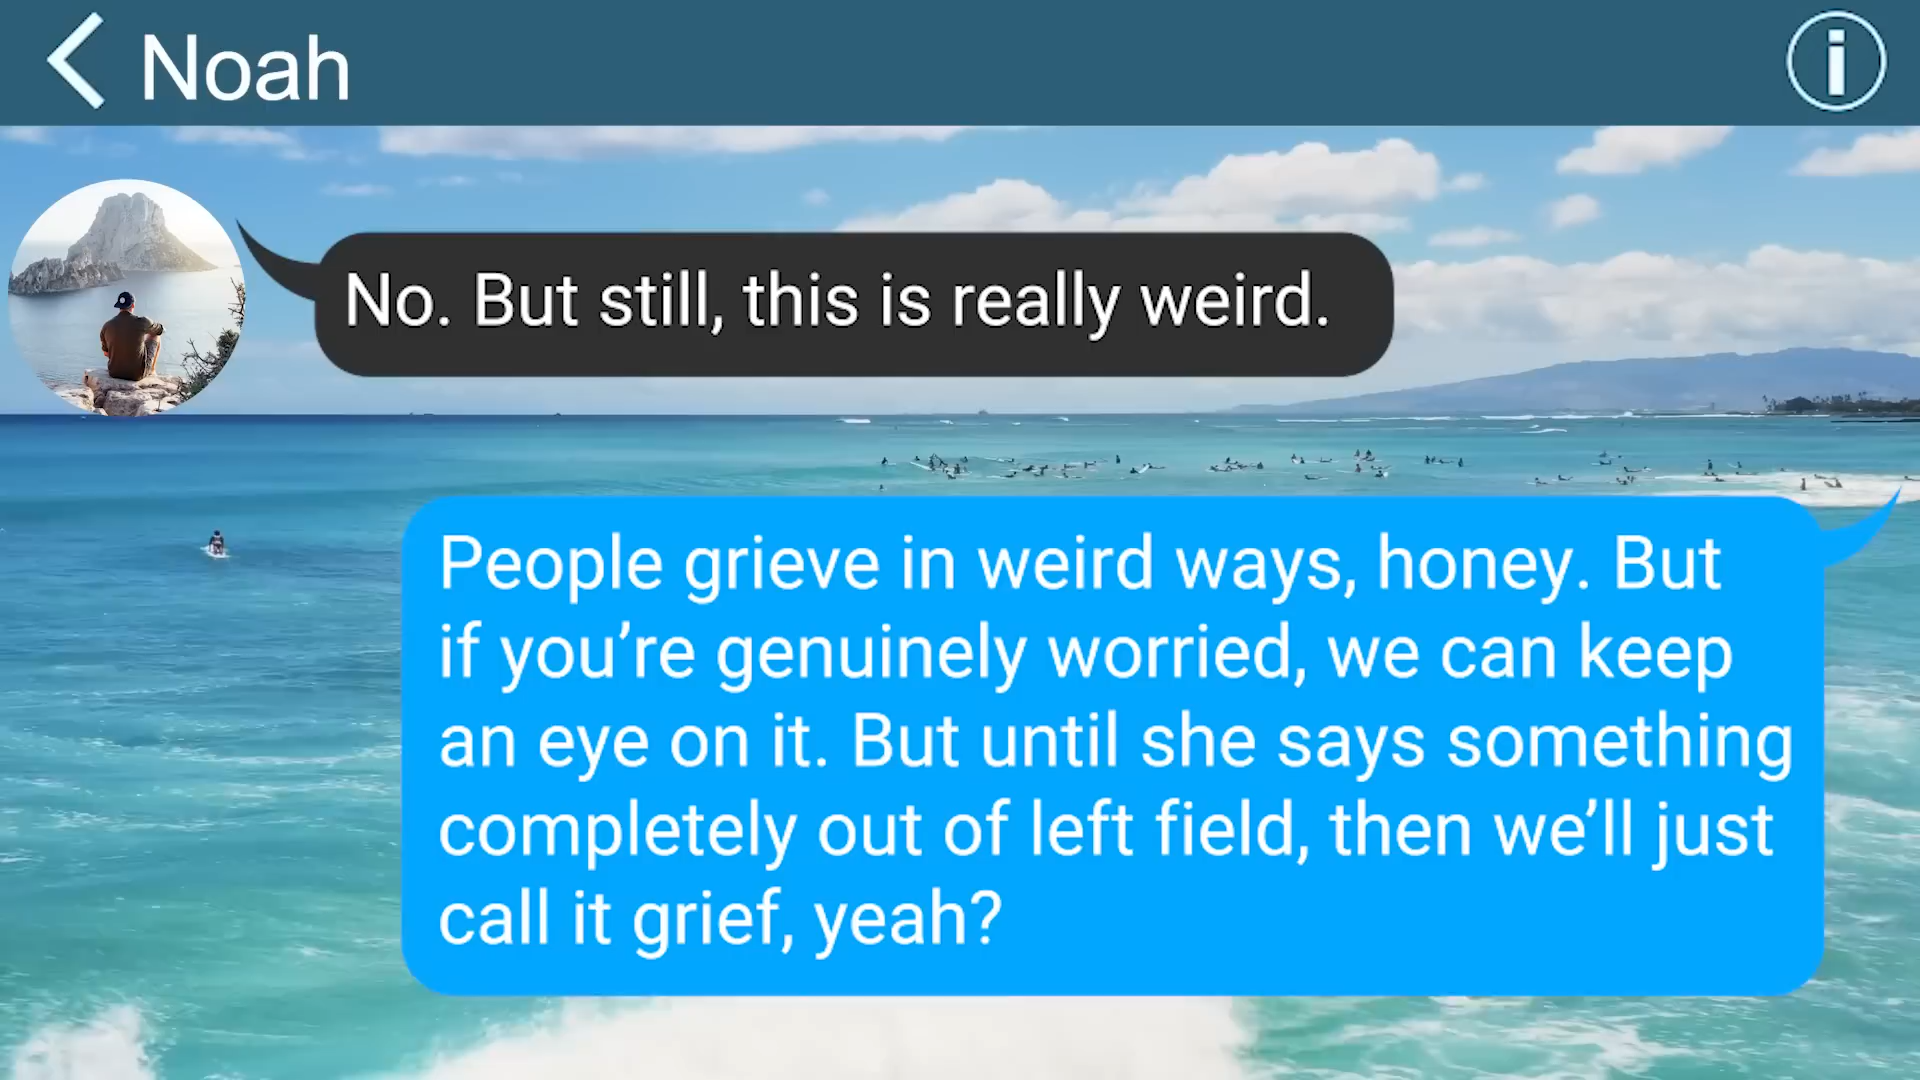 Noah
No. But still, this is really weird.
People grieve in weird ways, honey. But
if you’re genuinely worried, we can keep
an eye on it. But until she says something
completely out of left field, then we’ll just
call it grief, yeah?